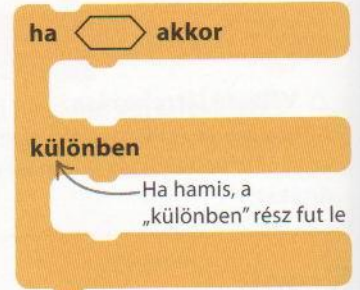 ha akkor
különben
Ha hamis, a
„különben” rész fut le